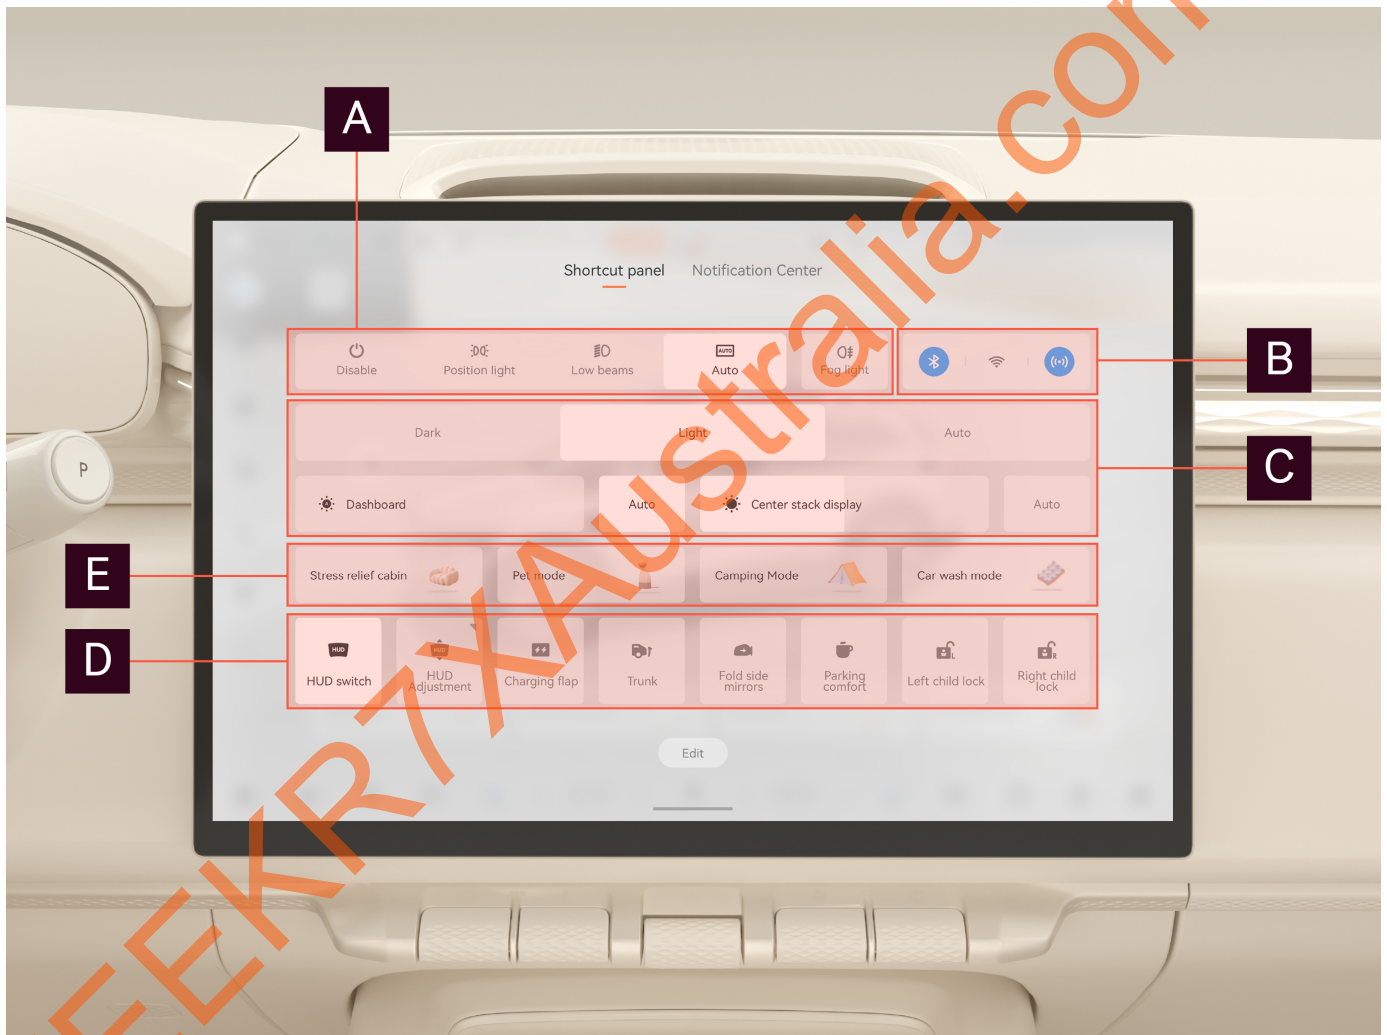 A
Shortcut panel Notification Center
Disable Position light Low beams AUTO Auto Fog light
B
Dark Light Auto
C
Dashboard Auto Center stack display Auto
P
E
Stress relief cabin Pet mode Camping Mode Car wash mode
D
HUD HUD
HUD switch HUD Adjustment Charging flap Trunk Fold side mirrors Parking comfort L Left child lock R Right child lock
Edit
EEKR7XAustralia.com